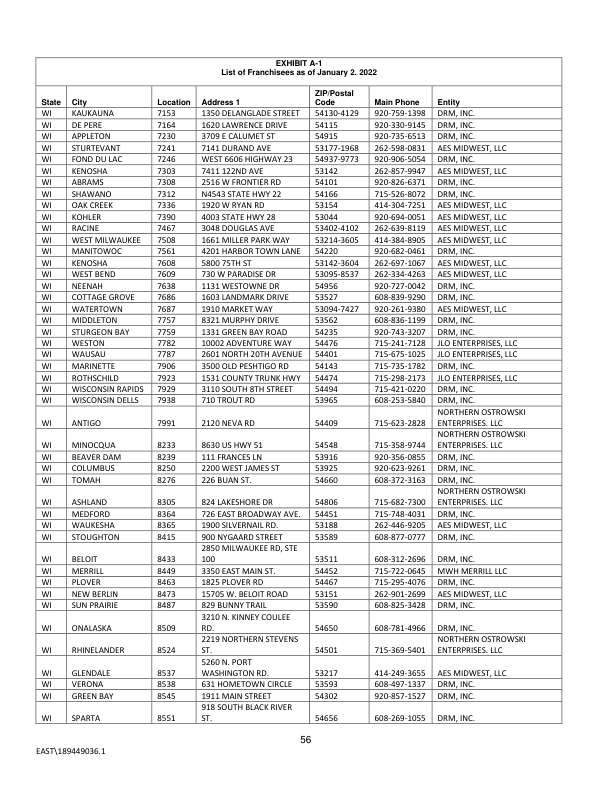 EXHIBIT A-1
List of Franchisees as of January 2. 2022
State City Location Address 1 ZIP/Postal Code Main Phone Entity
WI KAUKAUNA 7153 1350 DELANGLADE STREET 54130-4129 920-759-1398 DRM, INC.
WI DE PERE 7164 1620 LAWRENCE DRIVE 54115 920-330-9145 DRM, INC.
WI APPLETON 7230 3709 E CALUMET ST 54915 920-735-6513 DRM, INC.
WI STURTEVANT 7241 7141 DURAND AVE 53177-1968 262-598-0831 AES MIDWEST, LLC
WI FOND DU LAC 7246 WEST 6606 HIGHWAY 23 54937-9773 920-906-5054 DRM, INC.
WI KENOSHA 7303 7411 122ND AVE 53142 262-857-9947 AES MIDWEST, LLC
WI ABRAMS 7308 2516 W FRONTIER RD 54101 920-826-6371 DRM, INC.
WI SHAWANO 7312 N4543 STATE HWY 22 54166 715-526-8072 DRM, INC.
WI OAK CREEK 7336 1920 W RYAN RD 53154 414-304-7251 AES MIDWEST, LLC
WI KOHLER 7390 4003 STATE HWY 28 53044 920-694-0051 AES MIDWEST, LLC
WI RACINE 7467 3048 DOUGLAS AVE 53402-4102 262-639-8119 AES MIDWEST, LLC
WI WEST MILWAUKEE 7508 1661 MILLER PARK WAY 53214-3605 414-384-8905 AES MIDWEST, LLC
WI MANITOWOC 7561 4201 HARBOR TOWN LANE 54220 920-682-0461 DRM, INC.
WI KENOSHA 7608 5800 75TH ST 53142-3604 262-697-1067 AES MIDWEST, LLC
WI WEST BEND 7609 730 W PARADISE DR 53095-8537 262-334-4263 AES MIDWEST, LLC
WI NEENAH 7638 1131 WESTOWNE DR 54956 920-727-0042 DRM, INC.
WI COTTAGE GROVE 7686 1603 LANDMARK DRIVE 53527 608-839-9290 DRM, INC.
WI WATERTOWN 7687 1910 MARKET WAY 53094-7427 920-261-9380 AES MIDWEST, LLC
WI MIDDLETON 7757 8321 MURPHY DRIVE 53562 608-836-1199 DRM, INC.
WI STURGEON BAY 7759 1331 GREEN BAY ROAD 54235 920-743-3207 DRM, INC.
WI WESTON 7782 10002 ADVENTURE WAY 54476 715-241-7128 JLO ENTERPRISES, LLC
WI WAUSAU 7787 2601 NORTH 20TH AVENUE 54401 715-675-1025 JLO ENTERPRISES, LLC
WI MARINETTE 7906 3500 OLD PESHTIGO RD 54143 715-735-1782 DRM, INC.
WI ROTHSCHILD 7923 1531 COUNTY TRUNK HWY 54474 715-298-2173 JLO ENTERPRISES, LLC
WI WISCONSIN RAPIDS 7929 3110 SOUTH 8TH STREET 54494 715-421-0220 DRM, INC.
WI WISCONSIN DELLS 7938 710 TROUT RD 53965 608-253-5840 DRM, INC.
WI ANTIGO 7991 2120 NEVA RD 54409 715-623-2828 NORTHERN OSTROWSKI ENTERPRISES. LLC
WI MINOCQUA 8233 8630 US HWY 51 54548 715-358-9744 NORTHERN OSTROWSKI ENTERPRISES. LLC
WI BEAVER DAM 8239 111 FRANCES LN 53916 920-356-0855 DRM, INC.
WI COLUMBUS 8250 2200 WEST JAMES ST 53925 920-623-9261 DRM, INC.
WI TOMAH 8276 226 BUAN ST. 54660 608-372-3163 DRM, INC.
WI ASHLAND 8305 824 LAKESHORE DR 54806 715-682-7300 NORTHERN OSTROWSKI ENTERPRISES. LLC
WI MEDFORD 8364 726 EAST BROADWAY AVE. 54451 715-748-4031 DRM, INC.
WI WAUKESHA 8365 1900 SILVERNAIL RD. 53188 262-446-9205 AES MIDWEST, LLC
WI STOUGHTON 8415 900 NYGAARD STREET 53589 608-877-0777 DRM, INC.
WI BELOIT 8433 2850 MILWAUKEE RD, STE 100 53511 608-312-2696 DRM, INC.
WI MERRILL 8449 3350 EAST MAIN ST. 54452 715-722-0645 MWH MERRILL LLC
WI PLOVER 8463 1825 PLOVER RD 54467 715-295-4076 DRM, INC.
WI NEW BERLIN 8473 15705 W. BELOIT ROAD 53151 262-901-2699 AES MIDWEST, LLC
WI SUN PRAIRIE 8487 829 BUNNY TRAIL 53590 608-825-3428 DRM, INC.
WI ONALASKA 8509 3210 N. KINNEY COULEE RD. 54650 608-781-4966 DRM, INC.
WI RHINELANDER 8524 2219 NORTHERN STEVENS ST. 54501 715-369-5401 NORTHERN OSTROWSKI ENTERPRISES. LLC
WI GLENDALE 8537 5260 N. PORT WASHINGTON RD. 53217 414-249-3655 AES MIDWEST, LLC
WI VERONA 8538 631 HOMETOWN CIRCLE 53593 608-497-1337 DRM, INC.
WI GREEN BAY 8545 1911 MAIN STREET 54302 920-857-1527 DRM, INC.
WI SPARTA 8551 918 SOUTH BLACK RIVER ST. 54656 608-269-1055 DRM, INC.
56
EAST\189449036.1